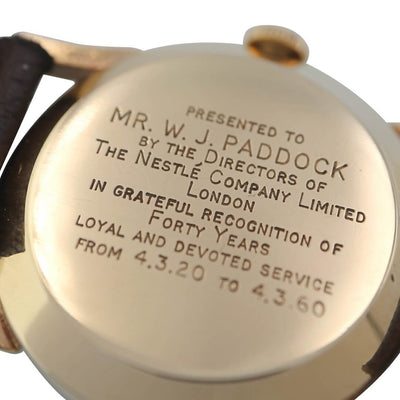 PRESENTED TO
MR. W. J. PADDOCK
BY THE DIRECTORS OF
THE NESTLÉ COMPANY LIMITED
LONDON
IN GRATEFUL RECOGNITION OF
FORTY YEARS
LOYAL AND DEVOTED SERVICE
FROM 4.3.20 TO 4.3.60